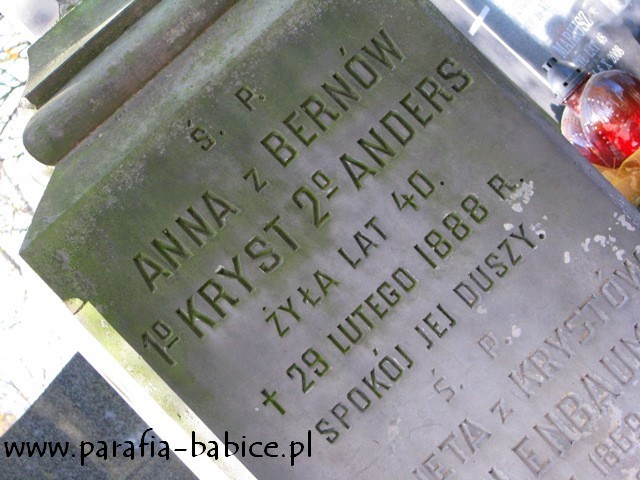 Ś. P.
ANNA z BERNÓW
1º KRYST 2º ANDERS
ŻYŁA LAT 40.
† 29 LUTEGO 1888 R.
SPOKÓJ JEJ DUSZY.
Ś. P.
z KRYSTÓW
www.parafia-babice.pl